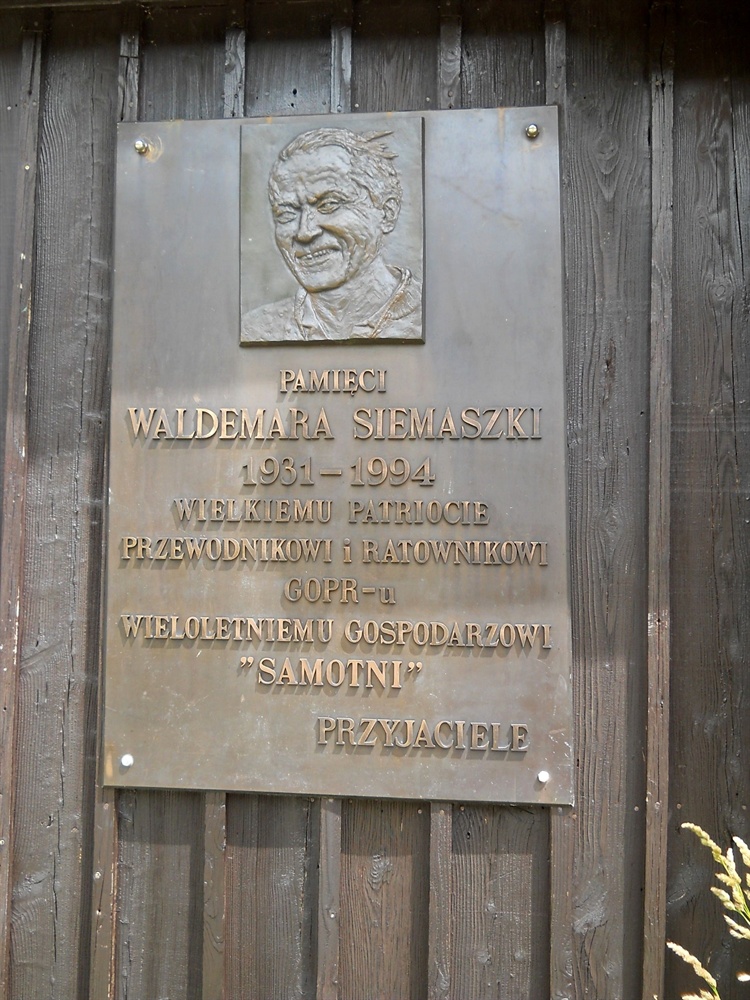 PAMIĘCI
WALDEMARA SIEMASZKI
1931 – 1994
WIELKIEMU PATRIOCIE
PRZEWODNIKOWI i RATOWNIKOWI
GOPR-u
WIELOLETNIEMU GOSPODARZOWI
”SAMOTNI”
PRZYJACIELE